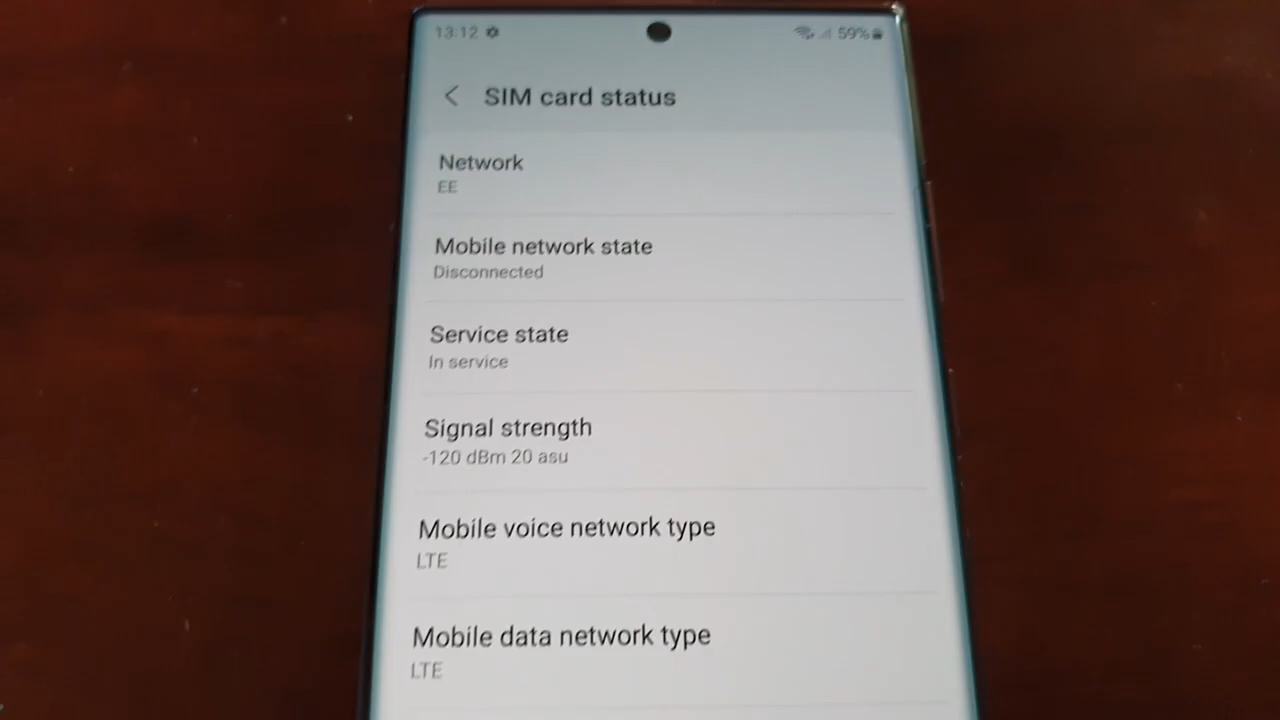 13:12
59%
SIM card status
Network
EE
Mobile network state
Disconnected
Service state
In service
Signal strength
-120 dBm 20 asu
Mobile voice network type
LTE
Mobile data network type
LTE